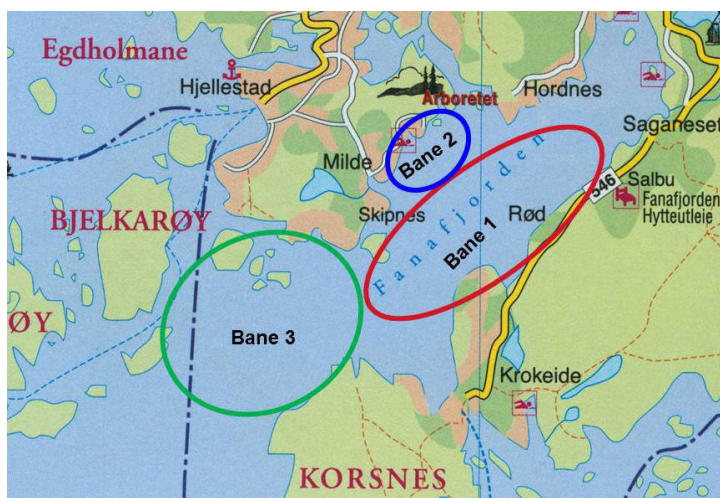 Egdholmane
Hjellestad
Arboretet
Hordnes
Saganeset
Milde
Bane 2
Fanafjorden
546
Salbu
Fanafjorden
Hytteutleie
BJELKARØY
Skipnes
Rød
Bane 1
ØY
Bane 3
Krokeide
KORSNES